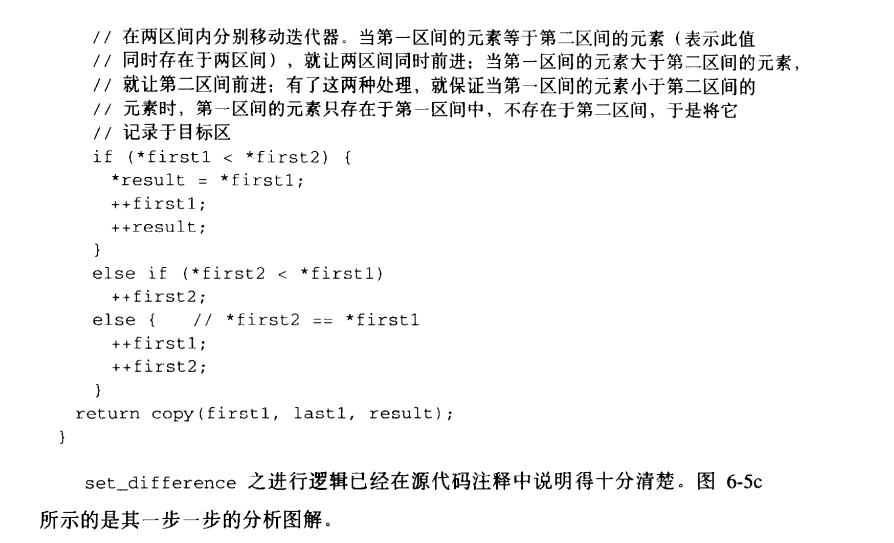 // 在两区间内分别移动迭代器。当第一区间的元素等于第二区间的元素（表示此值
// 同时存在于两区间），就让两区间同时前进；当第一区间的元素大于第二区间的元素，
// 就让第二区间前进；有了这两种处理，就保证当第一区间的元素小于第二区间的
// 元素时，第一区间的元素只存在于第一区间中，不存在于第二区间，于是将它
// 记录于目标区
if (*first1 < *first2) {
*result = *first1;
++first1;
++result;
}
else if (*first2 < *first1)
++first2;
else { // *first2 == *first1
++first1;
++first2;
}
return copy(first1, last1, result);
}
set_difference 之进行逻辑已经在源代码注释中说明得十分清楚。图 6-5c
所示的是其一步一步的分析图解。